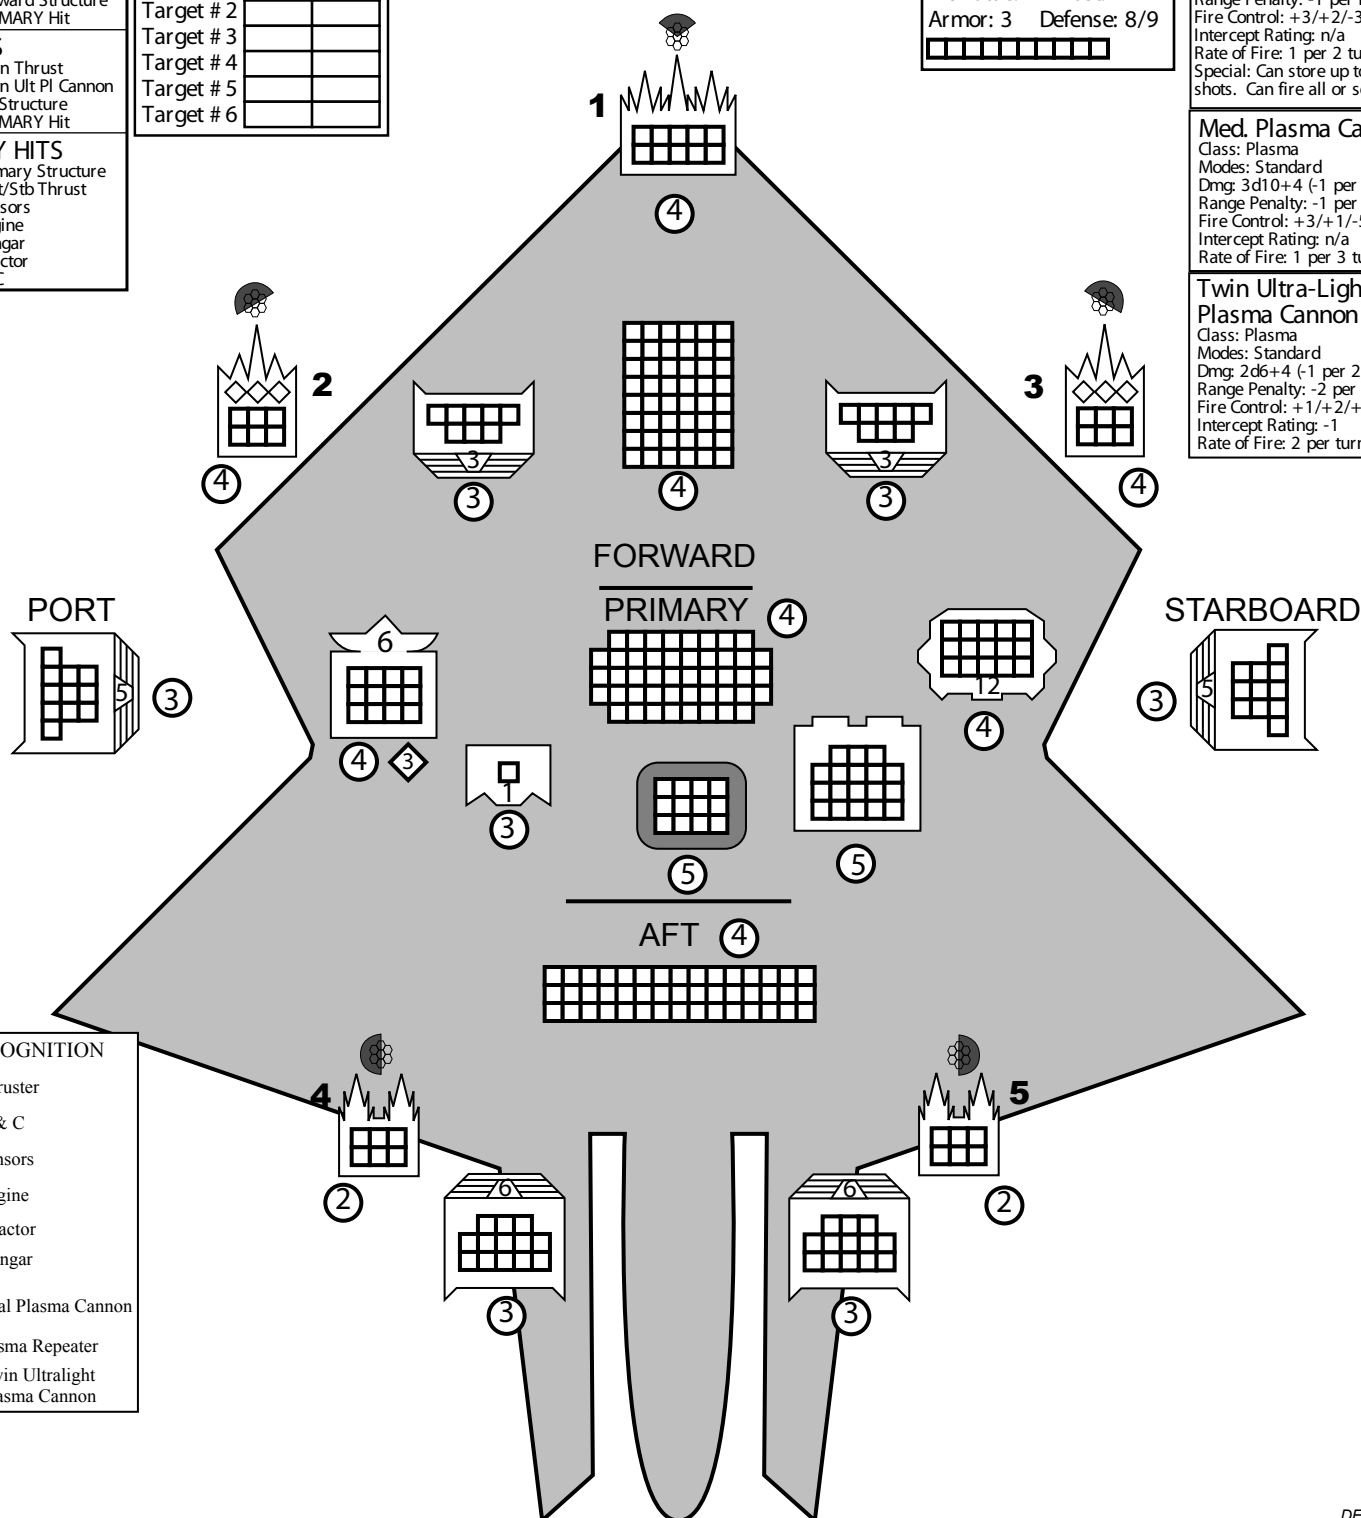 ward Structure
MARY Hit
n Thrust
n Ult Pl Cannon
Structure
MARY Hit
Y HITS
mary Structure
t/Stb Thrust
sors
gine
gar
ctor
C
Target # 2
Target # 3
Target # 4
Target # 5
Target # 6
Armor: 3 Defense: 8/9
Fire Control: +3/+2/-3
Intercept Rating: n/a
Rate of Fire: 1 per 2 tu
Special: Can store up to
shots. Can fire all or s
Med. Plasma Ca
Class: Plasma
Modes: Standard
Dmg: 3d10+4 (-1 per
Range Penalty: -1 per
Fire Control: +3/+1/-5
Intercept Rating: n/a
Rate of Fire: 1 per 3 tu
Twin Ultra-Ligh
Plasma Cannon
Class: Plasma
Modes: Standard
Dmg: 2d6+4 (-1 per 2
Range Penalty: -2 per
Fire Control: +1/+2/+
Intercept Rating: -1
Rate of Fire: 2 per turn
1
4
2
3
4
3
3
4
3
3
4
FORWARD
PRIMARY
4
PORT
STARBOARD
5
3
6
4
3
1
3
12
4
3
5
5
5
AFT
4
4
5
2
2
6
3
6
3
OGNITION
ruster
& C
nsors
gine
actor
ngar
al Plasma Cannon
sma Repeater
vin Ultralight
asma Cannon
DE